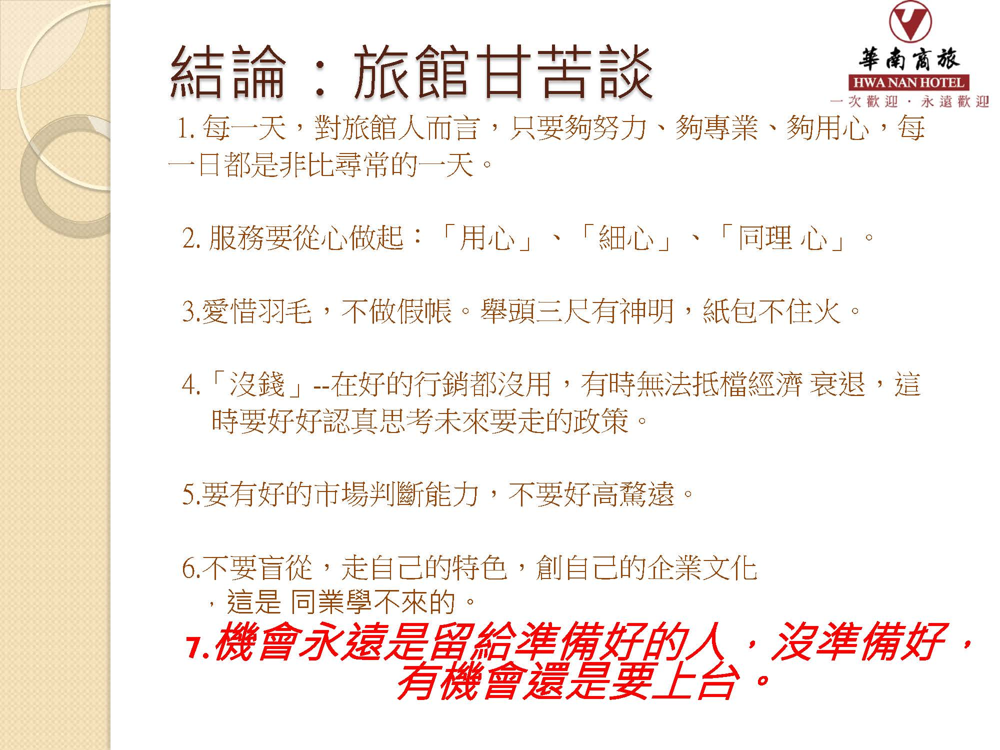 華南商旅
HWA NAN HOTEL
一次歡迎‧永遠歡迎
結論：旅館甘苦談
1. 每一天，對旅館人而言，只要夠努力、夠專業、夠用心，每
一日都是非比尋常的一天。
2. 服務要從心做起：「用心」、「細心」、「同理 心」。
3.愛惜羽毛，不做假帳。舉頭三尺有神明，紙包不住火。
4.「沒錢」--在好的行銷都沒用，有時無法抵檔經濟 衰退，這
時要好好認真思考未來要走的政策。
5.要有好的市場判斷能力，不要好高騖遠。
6.不要盲從，走自己的特色，創自己的企業文化
，這是 同業學不來的。
7.機會永遠是留給準備好的人，沒準備好，
有機會還是要上台。